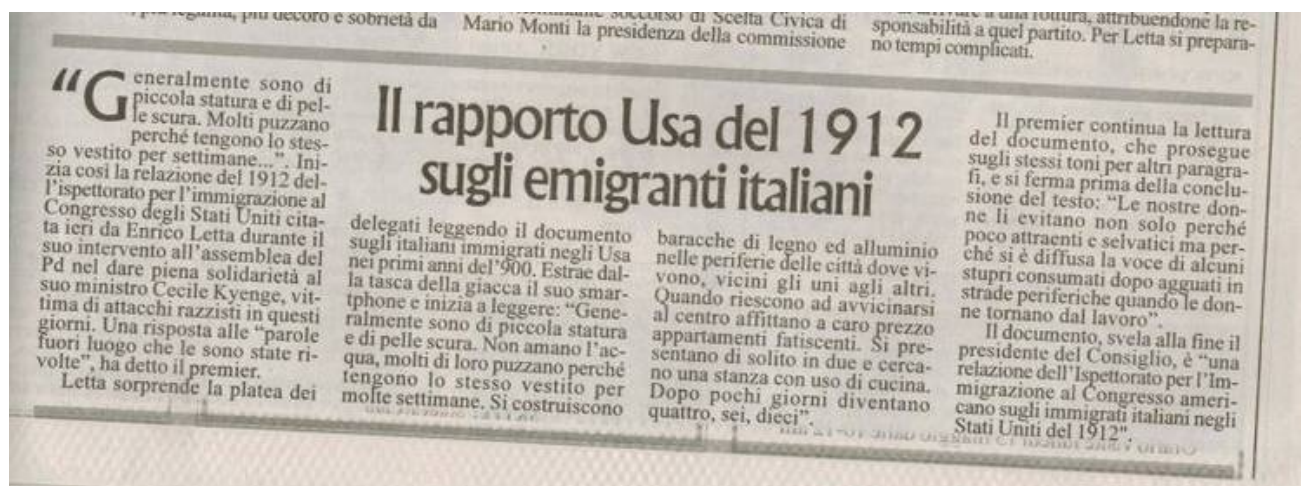 più decoro e sobrietà da
soccorso di Scelta Civica di
Mario Monti la presidenza della commissione
a una rottura, attribuendone la re-
sponsabilità a quel partito. Per Letta si prepara-
no tempi complicati.
Il rapporto Usa del 1912
sugli emigranti italiani
“Generalmente sono di
piccola statura e di pel-
le scura. Molti puzzano
perché tengono lo stes-
so vestito per settimane...”. Ini-
zia così la relazione del 1912 del-
l’ispettorato per l’immigrazione al
Congresso degli Stati Uniti cita-
ta ieri da Enrico Letta durante il
suo intervento all’assemblea del
Pd nel dare piena solidarietà al
suo ministro Cecile Kyenge, vit-
tima di attacchi razzisti in questi
giorni. Una risposta alle “parole
fuori luogo che le sono state ri-
volte”, ha detto il premier.
Letta sorprende la platea dei
delegati leggendo il documento
sugli italiani immigrati negli Usa
nei primi anni del’900. Estrae dal-
la tasca della giacca il suo smar-
tphone e inizia a leggere: “Gene-
ralmente sono di piccola statura
e di pelle scura. Non amano l’ac-
qua, molti di loro puzzano perché
tengono lo stesso vestito per
molte settimane. Si costruiscono
baracche di legno ed alluminio
nelle periferie delle città dove vi-
vono, vicini gli uni agli altri.
Quando riescono ad avvicinarsi
al centro affittano a caro prezzo
appartamenti fatiscenti. Si pre-
sentano di solito in due e cerca-
no una stanza con uso di cucina.
Dopo pochi giorni diventano
quattro, sei, dieci”.
Il premier continua la lettura
del documento, che prosegue
sugli stessi toni per altri paragra-
fi, e si ferma prima della conclu-
sione del testo: “Le nostre don-
ne li evitano non solo perché
poco attraenti e selvatici ma per-
ché si è diffusa la voce di alcuni
stupri consumati dopo agguati in
strade periferiche quando le don-
ne tornano dal lavoro”.
Il documento, svela alla fine il
presidente del Consiglio, è “una
relazione dell’Ispettorato per l’Im-
migrazione al Congresso ameri-
cano sugli immigrati italiani negli
Stati Uniti del 1912".